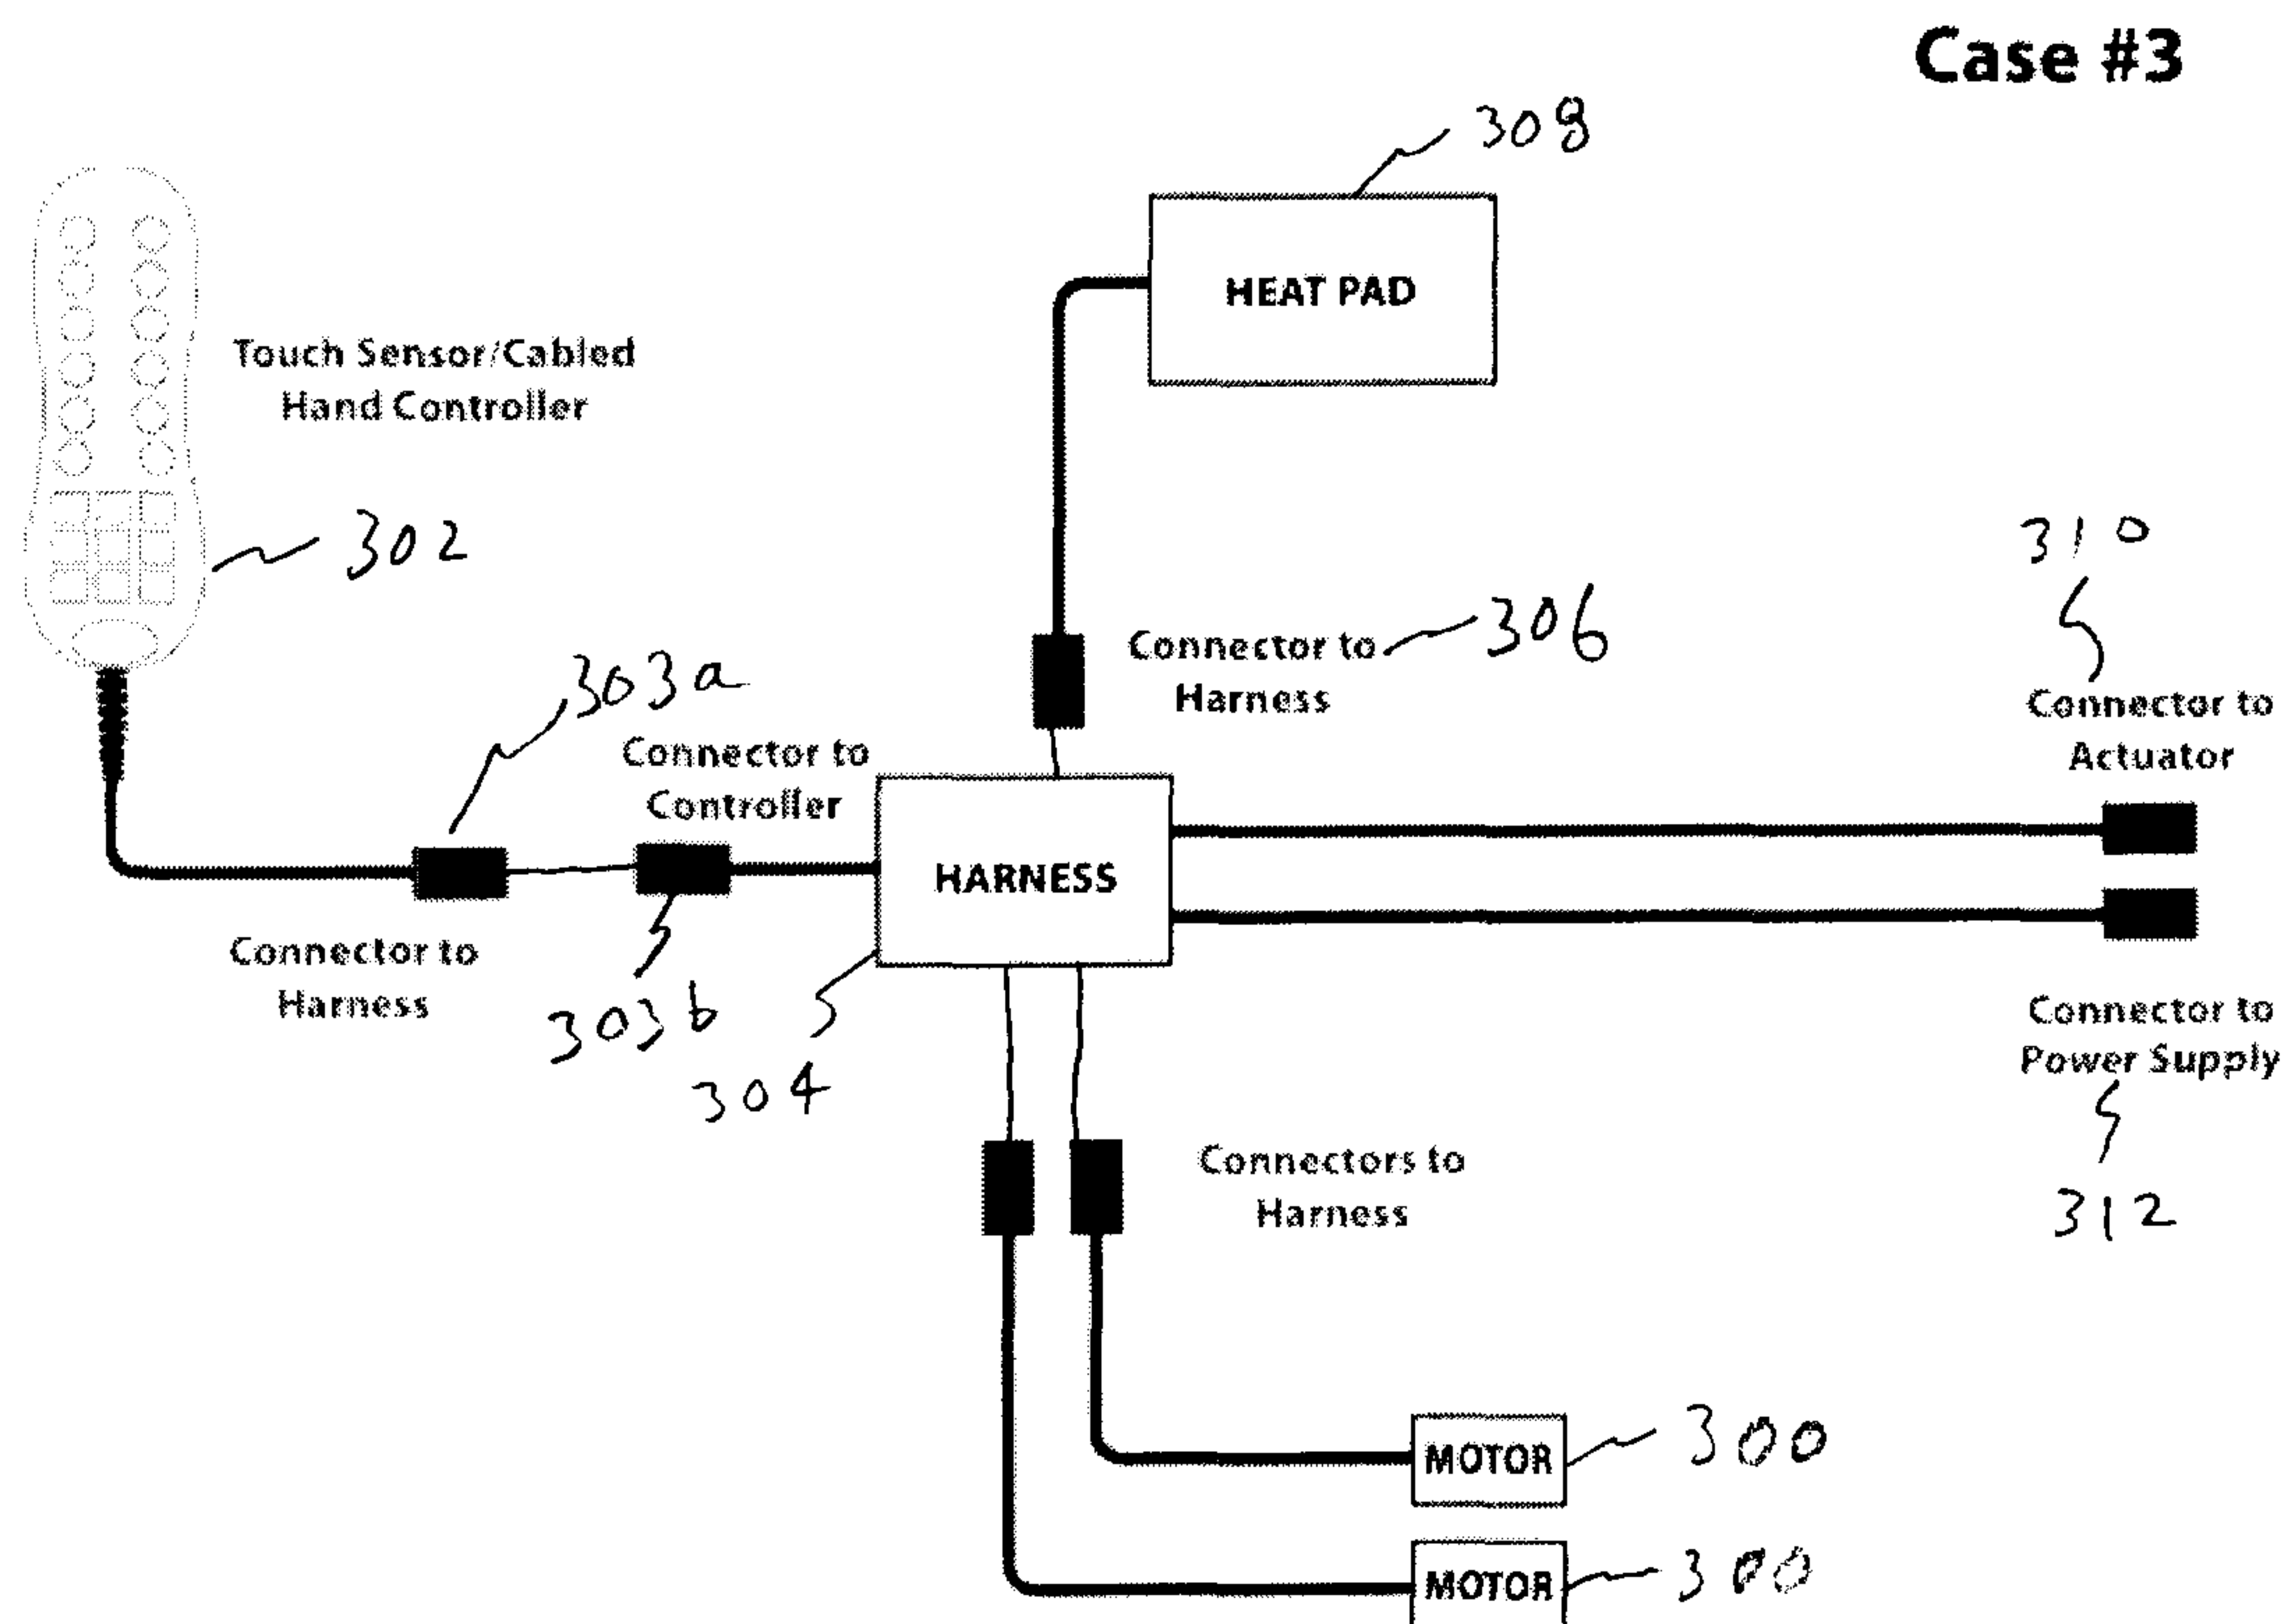 Case #3
308
HEAT PAD
Touch Sensor/Cabled
Hand Controller
302
310
Connector to
Harness
306
303a
Connector to
Controller
Connector to
Actuator
HARNESS
Connector to
Harness
303b
304
Connector to
Power Supply
312
Connectors to
Harness
MOTOR
300
MOTOR
300